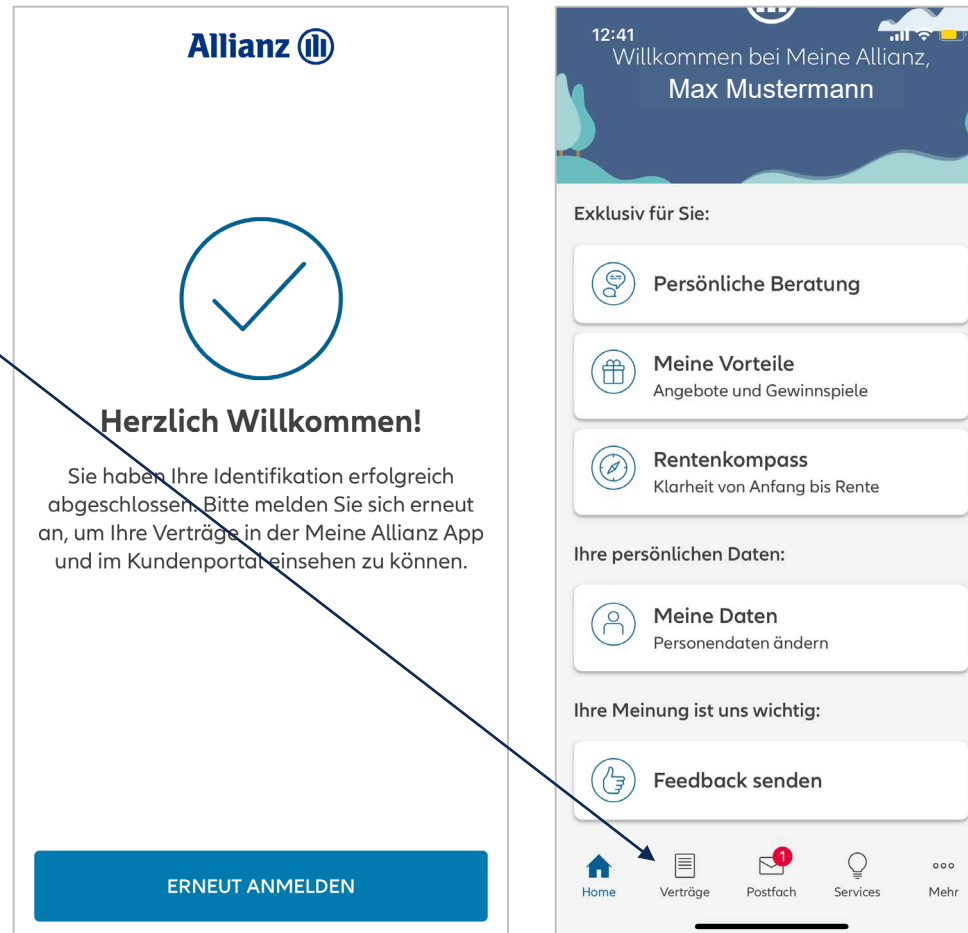 Allianz
Herzlich Willkommen!
Sie haben Ihre Identifikation erfolgreich
abgeschlossen. Bitte melden Sie sich erneut
an, um Ihre Verträge in der Meine Allianz App
und im Kundenportal einsehen zu können.
ERNEUT ANMELDEN
12:41
Willkommen bei Meine Allianz,
Max Mustermann
Exklusiv für Sie:
Persönliche Beratung
Meine Vorteile
Angebote und Gewinnspiele
Rentenkompass
Klarheit von Anfang bis Rente
Ihre persönlichen Daten:
Meine Daten
Personendaten ändern
Ihre Meinung ist uns wichtig:
Feedback senden
1
Home Verträge Postfach Services Mehr